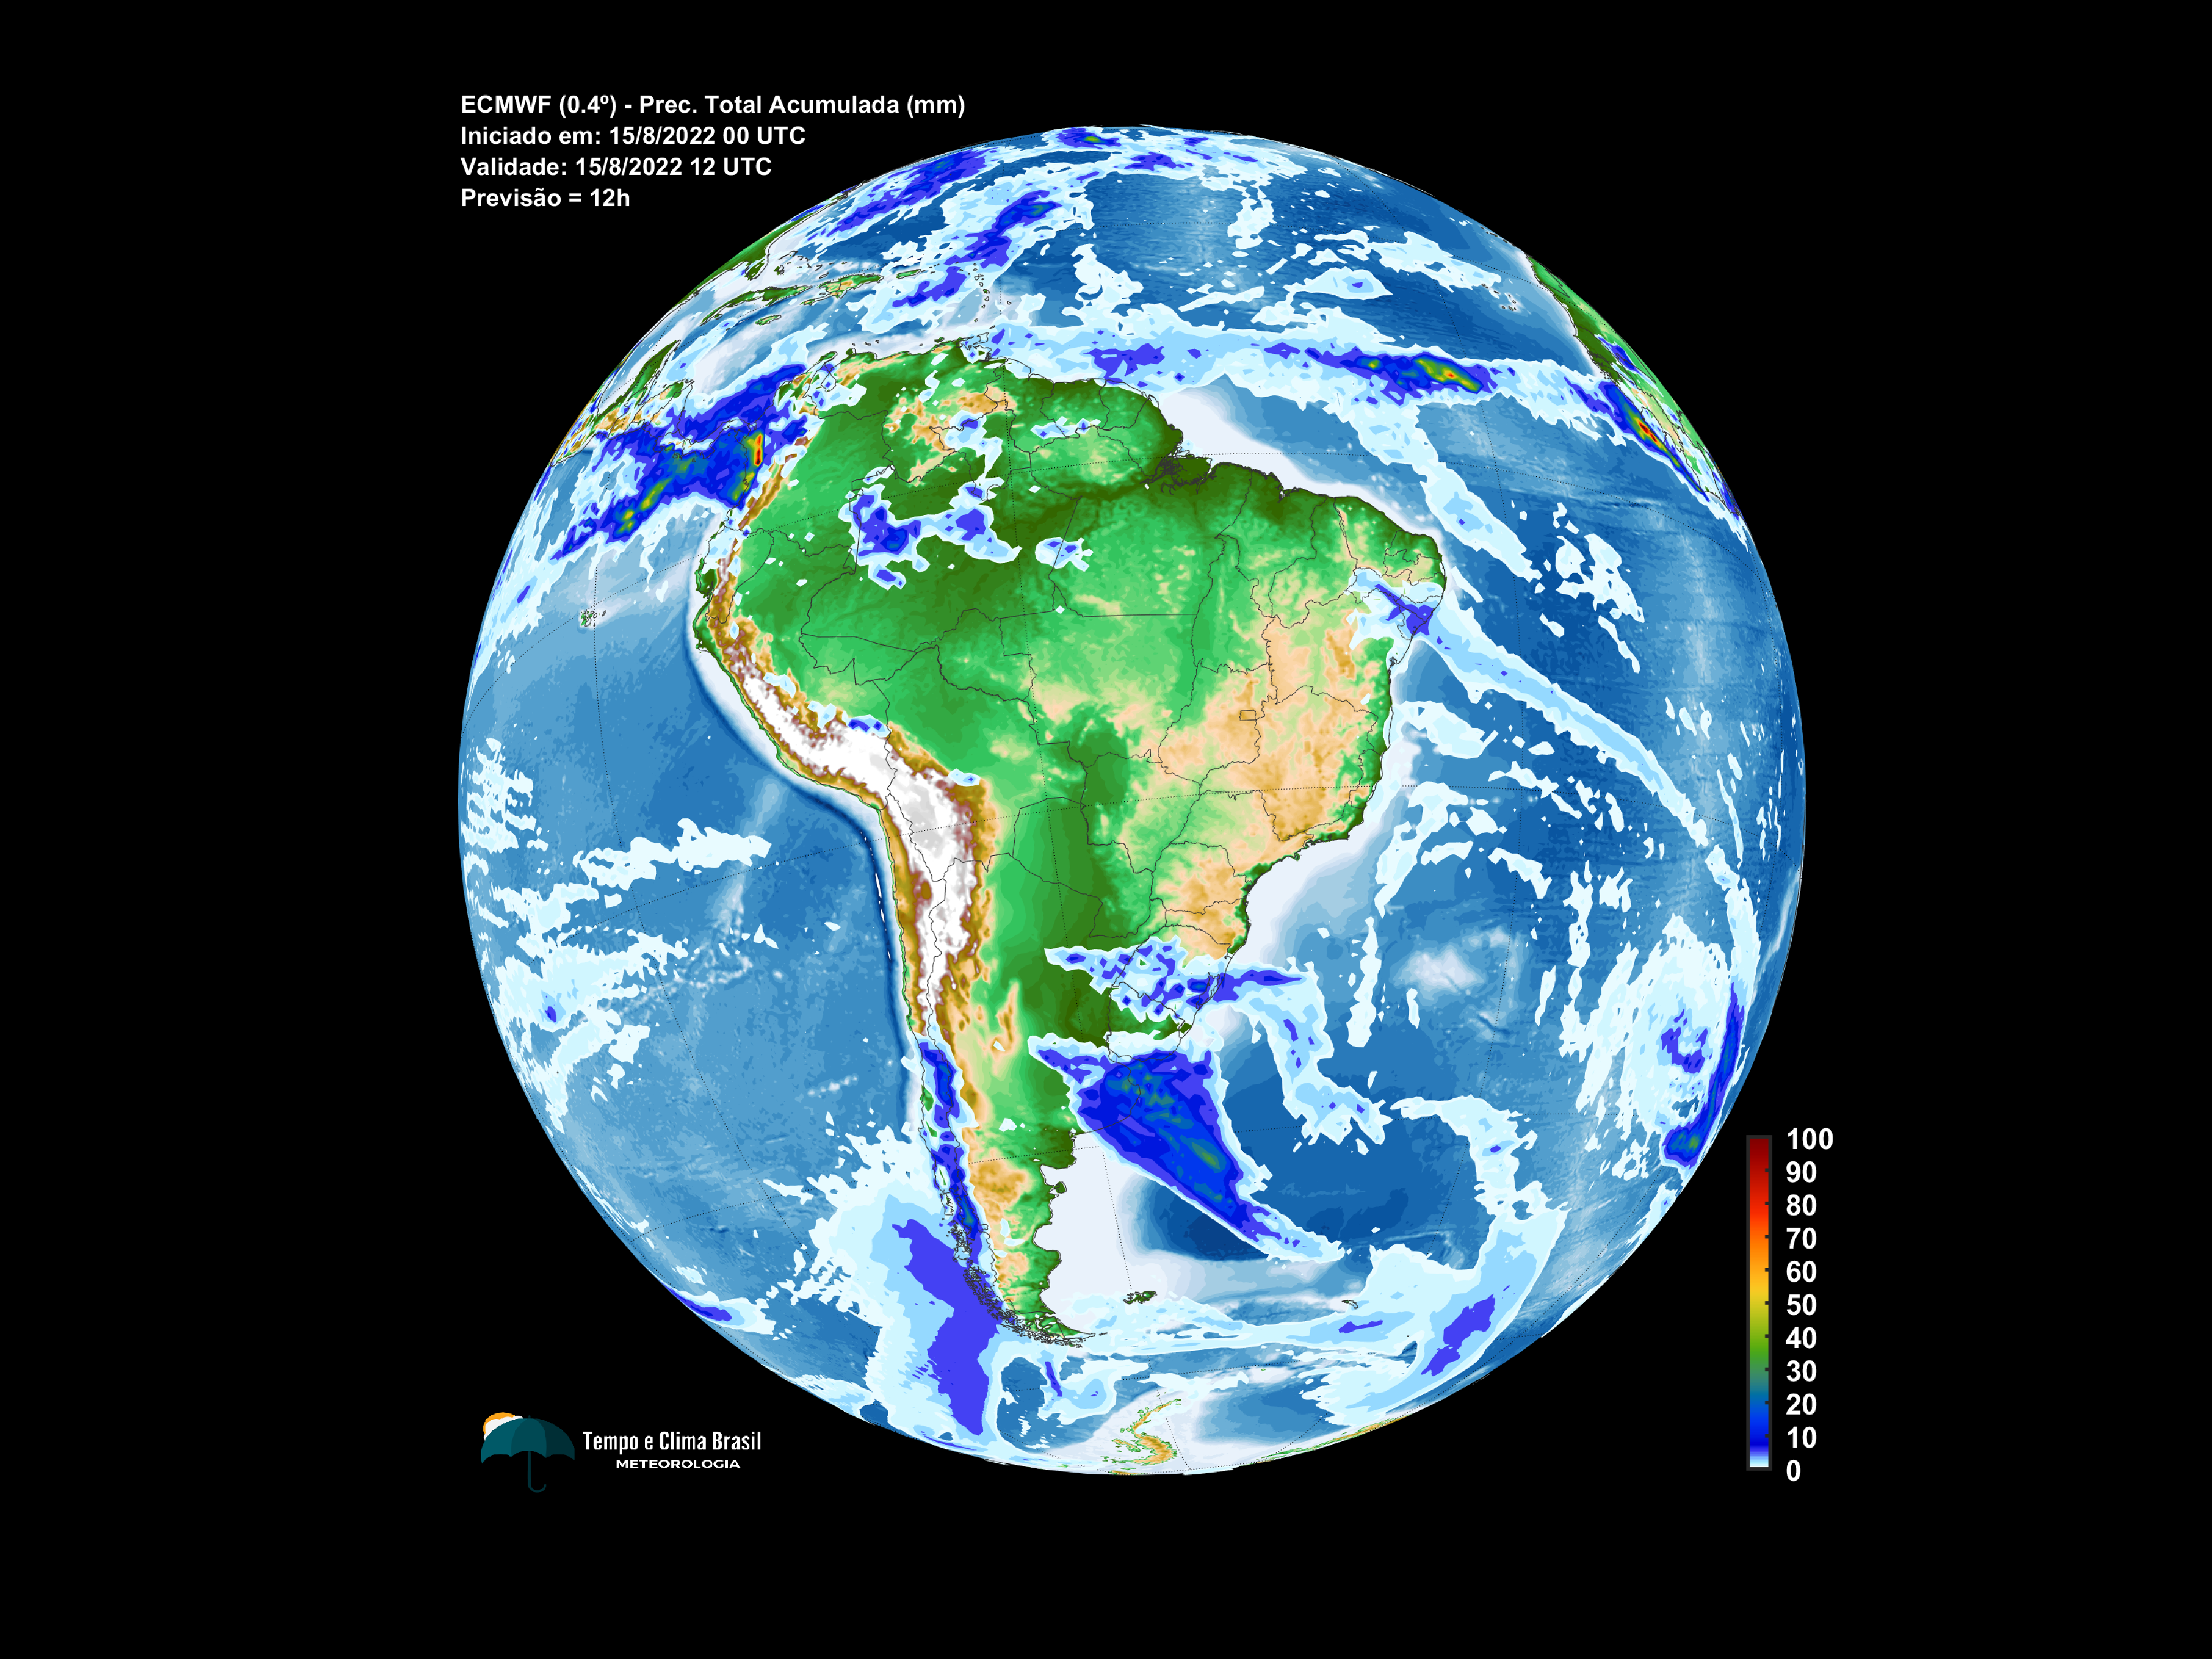 ECMWF (0.4º) - Prec. Total Acumulada (mm)
Iniciado em: 15/8/2022 00 UTC
Validade: 15/8/2022 12 UTC
Previsão = 12h
100
90
80
70
60
50
40
30
20
10
0
Tempo e Clima Brasil
METEOROLOGIA